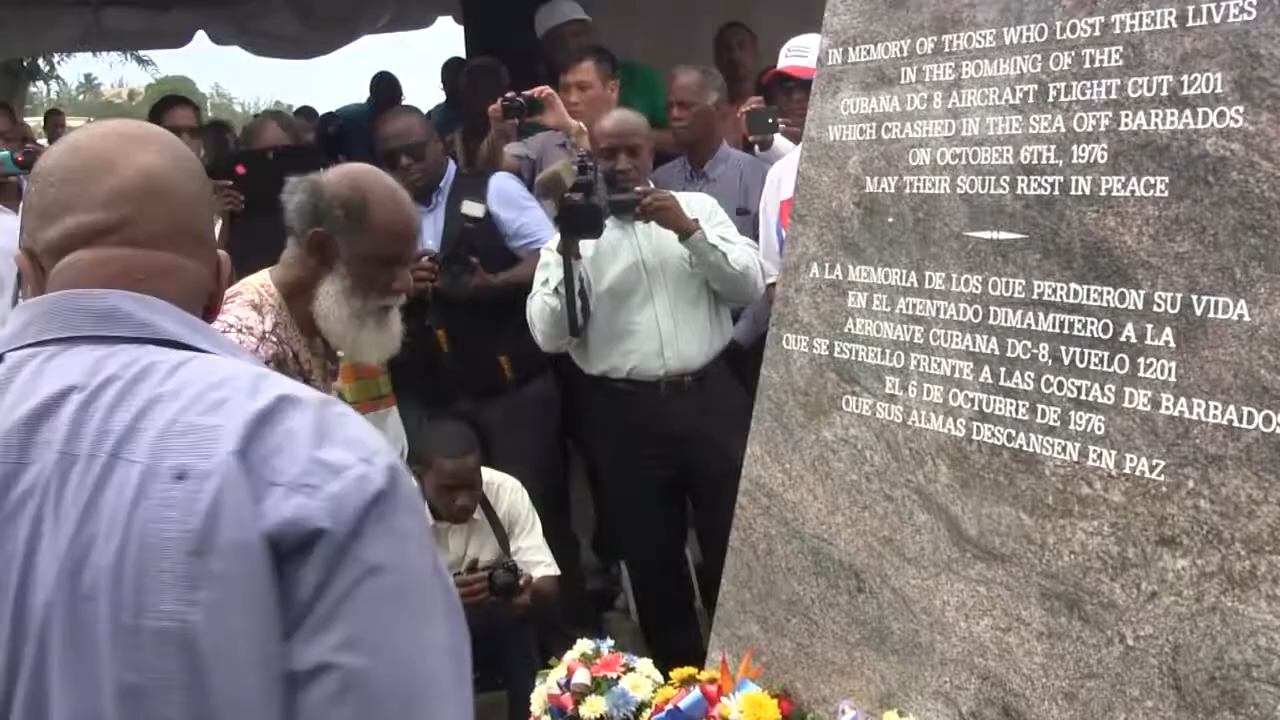 IN MEMORY OF THOSE WHO LOST THEIR LIVES
IN THE BOMBING OF THE
CUBANA DC 8 AIRCRAFT FLIGHT CUT 1201
WHICH CRASHED IN THE SEA OFF BARBADOS
ON OCTOBER 6TH., 1976
MAY THEIR SOULS REST IN PEACE
A LA MEMORIA DE LOS QUE PERDIERON SU VIDA
EN EL ATENTADO DIMAMITERO A LA
AERONAVE CUBANA DC-8, VUELO 1201
QUE SE ESTRELLO FRENTE A LAS COSTAS DE BARBADOS
EL 6 DE OCTUBRE DE 1976
QUE SUS ALMAS DESCANSEN EN PAZ